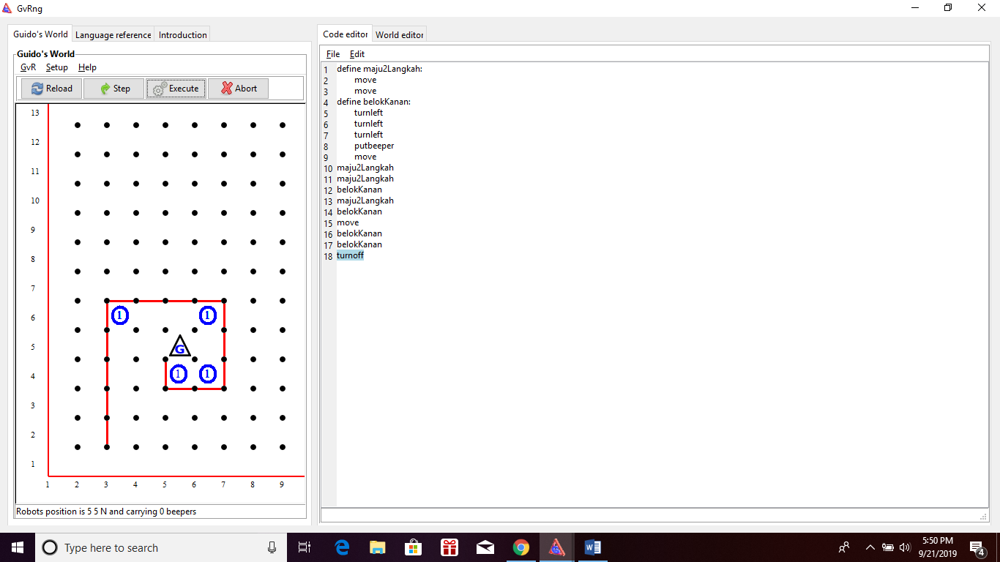 GvRng
Guido's World Language reference Introduction
Guido's World
GvR Setup Help
Reload Step Execute Abort
13
12
11
10
9
8
7
6
5
4
3
2
1
1 1
G
1 1
1 2 3 4 5 6 7 8 9
Robots position is 5 5 N and carrying 0 beepers
Code editor World editor
File Edit
1 define maju2Langkah:
2 move
3 move
4 define belokKanan:
5 turnleft
6 turnleft
7 turnleft
8 putbeeper
9 move
10 maju2Langkah
11 maju2Langkah
12 belokKanan
13 maju2Langkah
14 belokKanan
15 move
16 belokKanan
17 belokKanan
18 turnoff
Type here to search
5:50 PM
9/21/2019
4